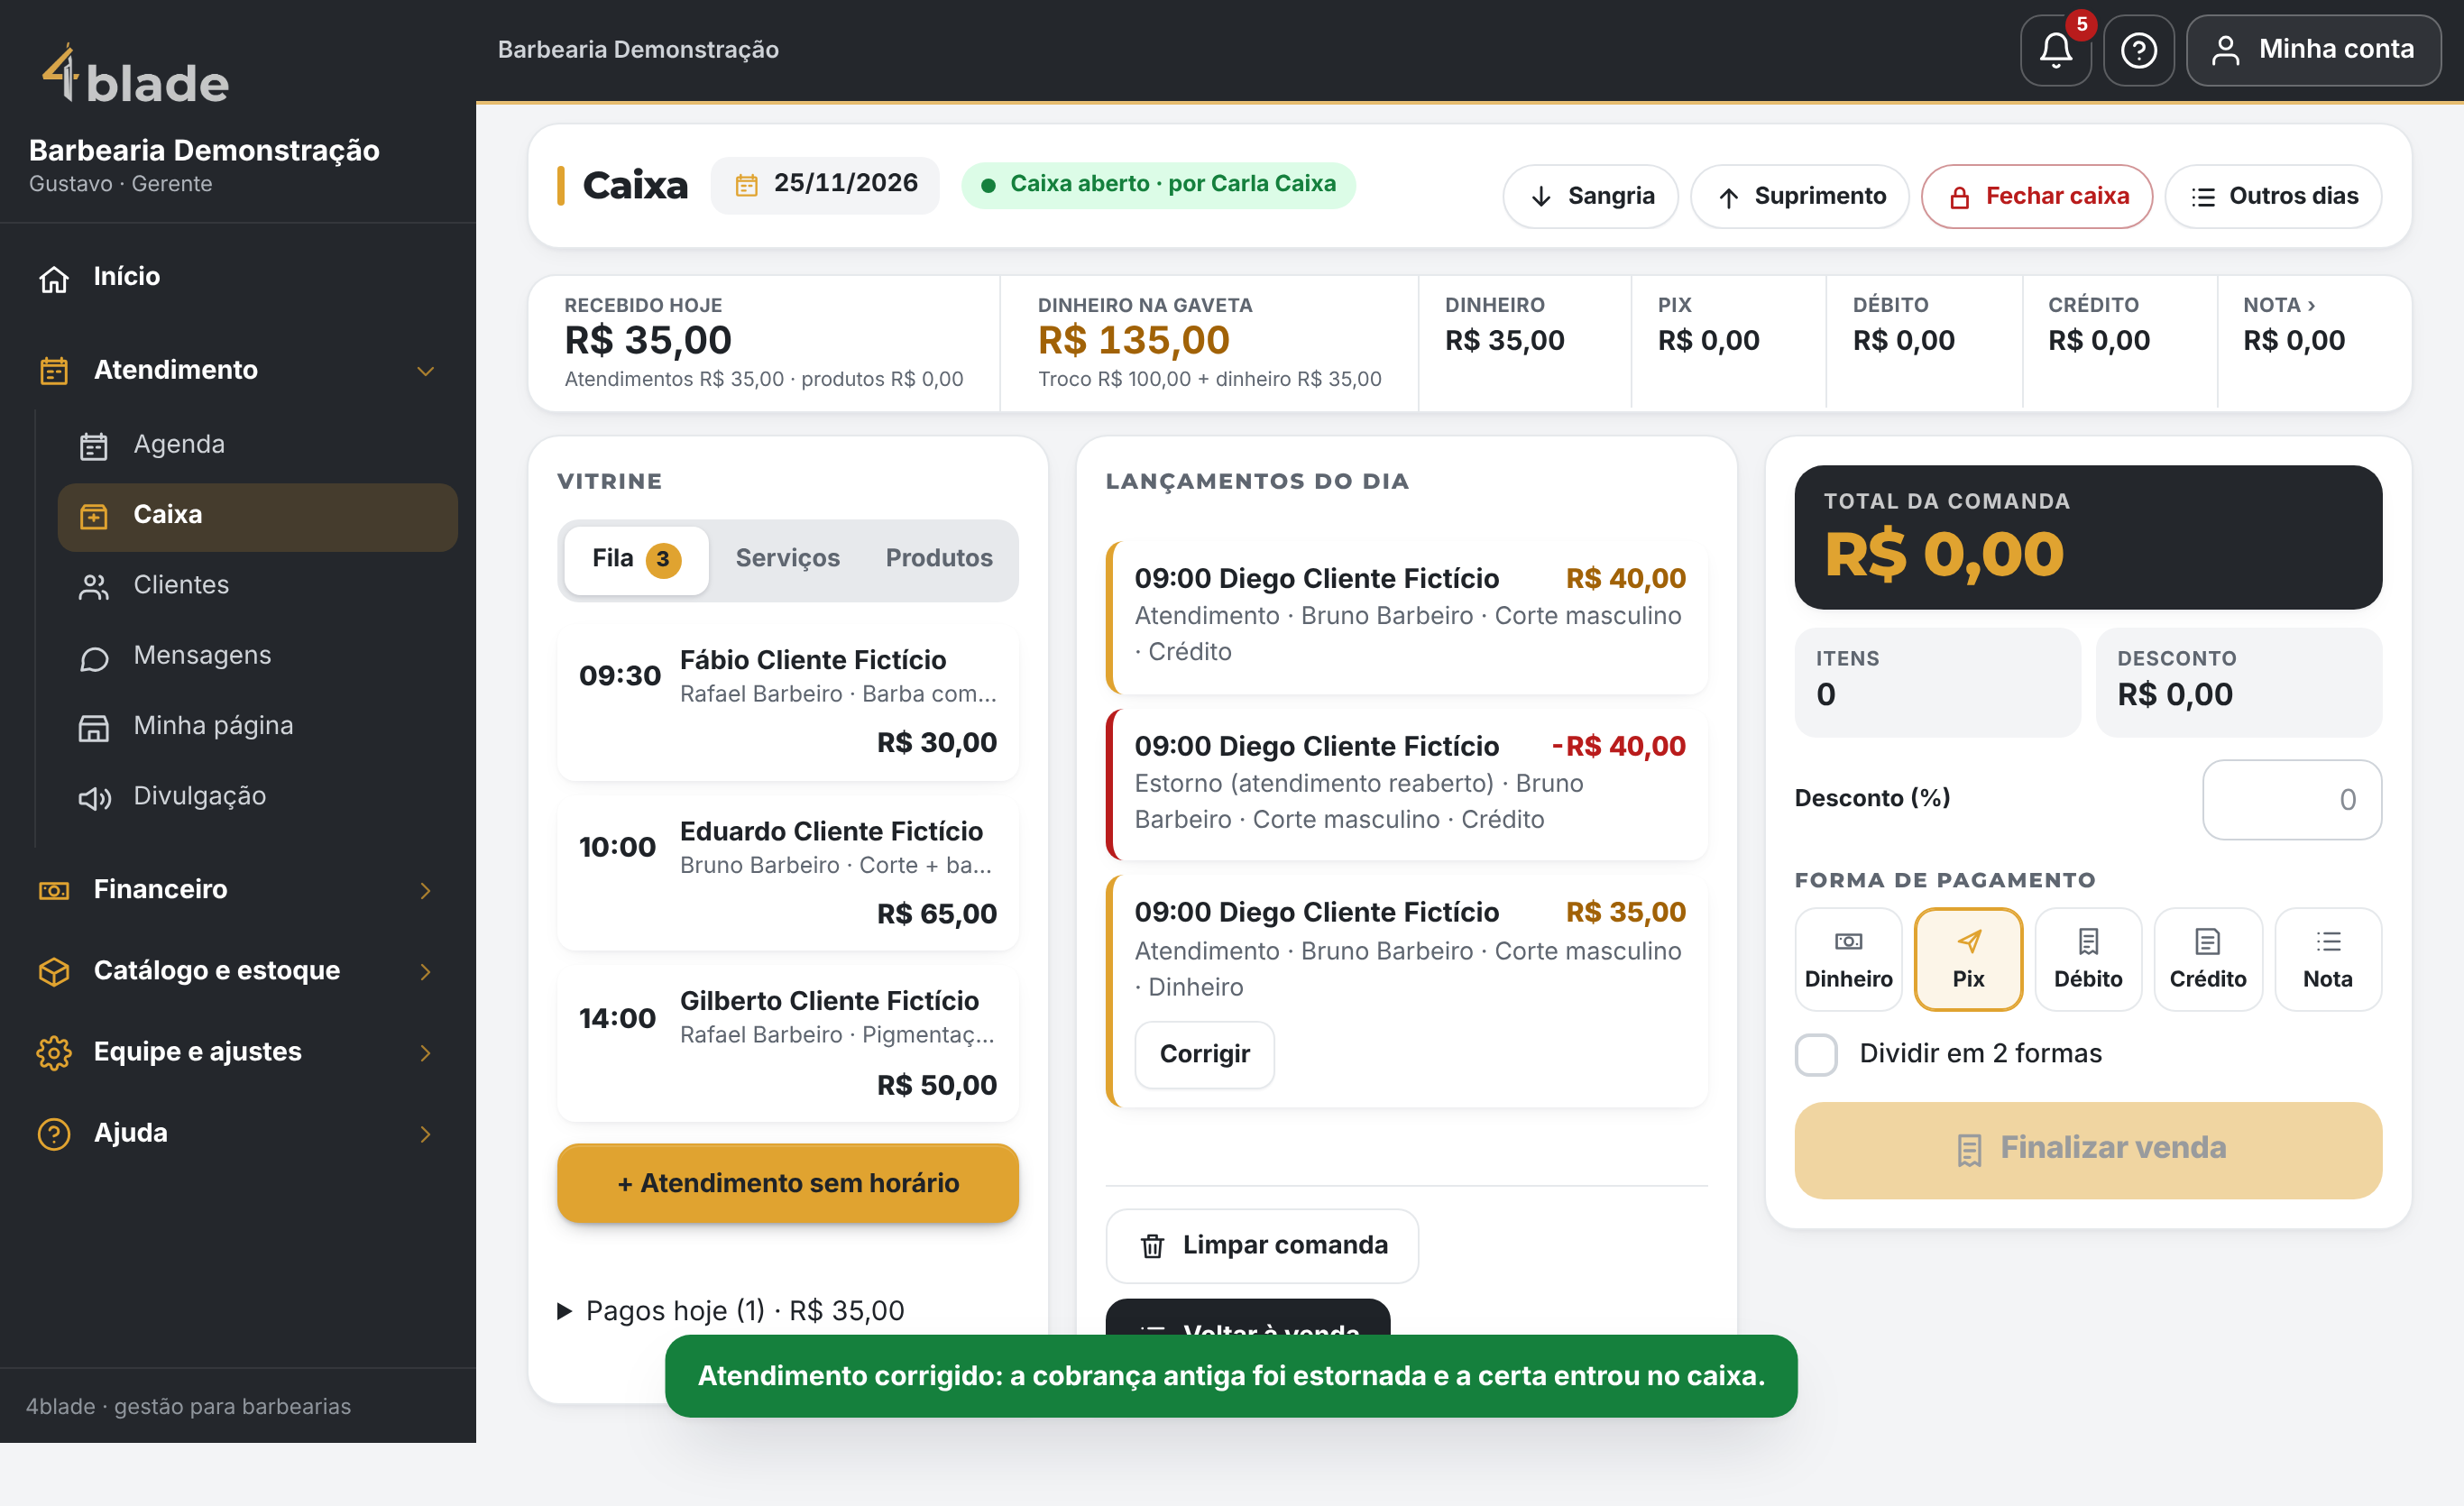 4blade
Barbearia Demonstração
Gustavo · Gerente
Início
Atendimento
Agenda
Caixa
Clientes
Mensagens
Minha página
Divulgação
Financeiro
Catálogo e estoque
Equipe e ajustes
Ajuda
4blade · gestão para barbearias
Barbearia Demonstração
5
Minha conta
Caixa
25/11/2026
Caixa aberto · por Carla Caixa
Sangria
Suprimento
Fechar caixa
Outros dias
RECEBIDO HOJE
R$ 35,00
Atendimentos R$ 35,00 · produtos R$ 0,00
DINHEIRO NA GAVETA
R$ 135,00
Troco R$ 100,00 + dinheiro R$ 35,00
DINHEIRO
R$ 35,00
PIX
R$ 0,00
DÉBITO
R$ 0,00
CRÉDITO
R$ 0,00
NOTA ›
R$ 0,00
VITRINE
Fila 3
Serviços
Produtos
09:30
Fábio Cliente Fictício
Rafael Barbeiro · Barba com...
R$ 30,00
10:00
Eduardo Cliente Fictício
Bruno Barbeiro · Corte + ba...
R$ 65,00
14:00
Gilberto Cliente Fictício
Rafael Barbeiro · Pigmentaç...
R$ 50,00
+ Atendimento sem horário
▶ Pagos hoje (1) · R$ 35,00
LANÇAMENTOS DO DIA
09:00 Diego Cliente Fictício R$ 40,00
Atendimento · Bruno Barbeiro · Corte masculino
· Crédito
09:00 Diego Cliente Fictício -R$ 40,00
Estorno (atendimento reaberto) · Bruno
Barbeiro · Corte masculino · Crédito
09:00 Diego Cliente Fictício R$ 35,00
Atendimento · Bruno Barbeiro · Corte masculino
· Dinheiro
Corrigir
Limpar comanda
Voltar à venda
TOTAL DA COMANDA
R$ 0,00
ITENS
0
DESCONTO
R$ 0,00
Desconto (%)
0
FORMA DE PAGAMENTO
Dinheiro
Pix
Débito
Crédito
Nota
Dividir em 2 formas
Finalizar venda
Atendimento corrigido: a cobrança antiga foi estornada e a certa entrou no caixa.